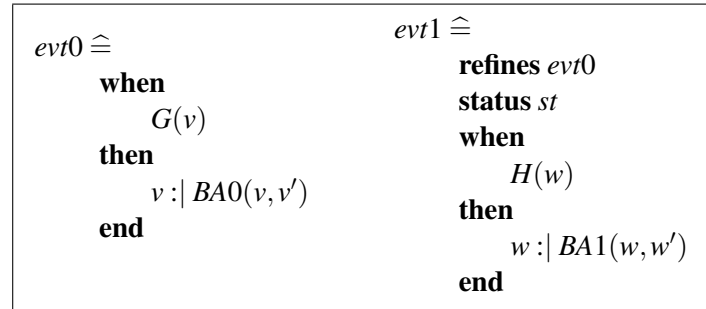 evt0 ≙
when
G(v)
then
v :| BA0(v, v′)
end
evt1 ≙
refines evt0
status st
when
H(w)
then
w :| BA1(w, w′)
end